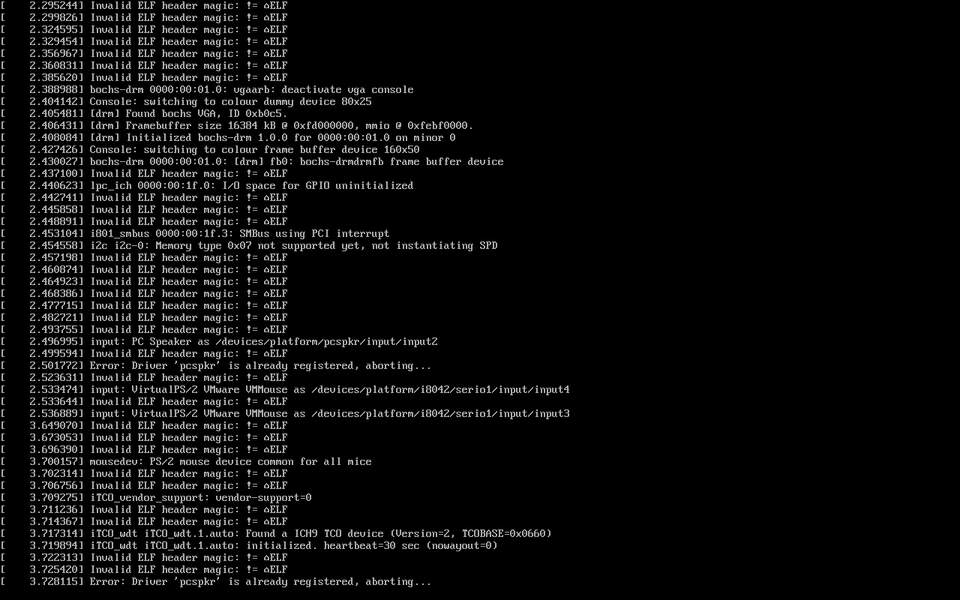 [    2.295244] Invalid ELF header magic: != ⌂ELF
[    2.299826] Invalid ELF header magic: != ⌂ELF
[    2.324595] Invalid ELF header magic: != ⌂ELF
[    2.329454] Invalid ELF header magic: != ⌂ELF
[    2.356967] Invalid ELF header magic: != ⌂ELF
[    2.360831] Invalid ELF header magic: != ⌂ELF
[    2.385620] Invalid ELF header magic: != ⌂ELF
[    2.388988] bochs-drm 0000:00:01.0: vgaarb: deactivate vga console
[    2.404142] Console: switching to colour dummy device 80x25
[    2.405481] [drm] Found bochs VGA, ID 0xb0c5.
[    2.406431] [drm] Framebuffer size 16384 kB @ 0xfd000000, mmio @ 0xfebf0000.
[    2.408084] [drm] Initialized bochs-drm 1.0.0 for 0000:00:01.0 on minor 0
[    2.427426] Console: switching to colour frame buffer device 160x50
[    2.430027] bochs-drm 0000:00:01.0: [drm] fb0: bochs-drmdrmfb frame buffer device
[    2.437100] Invalid ELF header magic: != ⌂ELF
[    2.440623] lpc_ich 0000:00:1f.0: I/O space for GPIO uninitialized
[    2.442741] Invalid ELF header magic: != ⌂ELF
[    2.445858] Invalid ELF header magic: != ⌂ELF
[    2.448891] Invalid ELF header magic: != ⌂ELF
[    2.453104] i801_smbus 0000:00:1f.3: SMBus using PCI interrupt
[    2.454558] i2c i2c-0: Memory type 0x07 not supported yet, not instantiating SPD
[    2.457198] Invalid ELF header magic: != ⌂ELF
[    2.460874] Invalid ELF header magic: != ⌂ELF
[    2.464923] Invalid ELF header magic: != ⌂ELF
[    2.468386] Invalid ELF header magic: != ⌂ELF
[    2.477715] Invalid ELF header magic: != ⌂ELF
[    2.482721] Invalid ELF header magic: != ⌂ELF
[    2.493755] Invalid ELF header magic: != ⌂ELF
[    2.496995] input: PC Speaker as /devices/platform/pcspkr/input/input2
[    2.499594] Invalid ELF header magic: != ⌂ELF
[    2.501772] Error: Driver 'pcspkr' is already registered, aborting...
[    2.523631] Invalid ELF header magic: != ⌂ELF
[    2.533474] input: VirtualPS/2 VMware VMMouse as /devices/platform/i8042/serio1/input/input4
[    2.533644] Invalid ELF header magic: != ⌂ELF
[    2.536889] input: VirtualPS/2 VMware VMMouse as /devices/platform/i8042/serio1/input/input3
[    3.649070] Invalid ELF header magic: != ⌂ELF
[    3.673053] Invalid ELF header magic: != ⌂ELF
[    3.696390] Invalid ELF header magic: != ⌂ELF
[    3.700157] mousedev: PS/2 mouse device common for all mice
[    3.702314] Invalid ELF header magic: != ⌂ELF
[    3.706756] Invalid ELF header magic: != ⌂ELF
[    3.709275] iTCO_vendor_support: vendor-support=0
[    3.711236] Invalid ELF header magic: != ⌂ELF
[    3.714367] Invalid ELF header magic: != ⌂ELF
[    3.717314] iTCO_wdt iTCO_wdt.1.auto: Found a ICH9 TCO device (Version=2, TCOBASE=0x0660)
[    3.719894] iTCO_wdt iTCO_wdt.1.auto: initialized. heartbeat=30 sec (nowayout=0)
[    3.722313] Invalid ELF header magic: != ⌂ELF
[    3.725420] Invalid ELF header magic: != ⌂ELF
[    3.728115] Error: Driver 'pcspkr' is already registered, aborting...